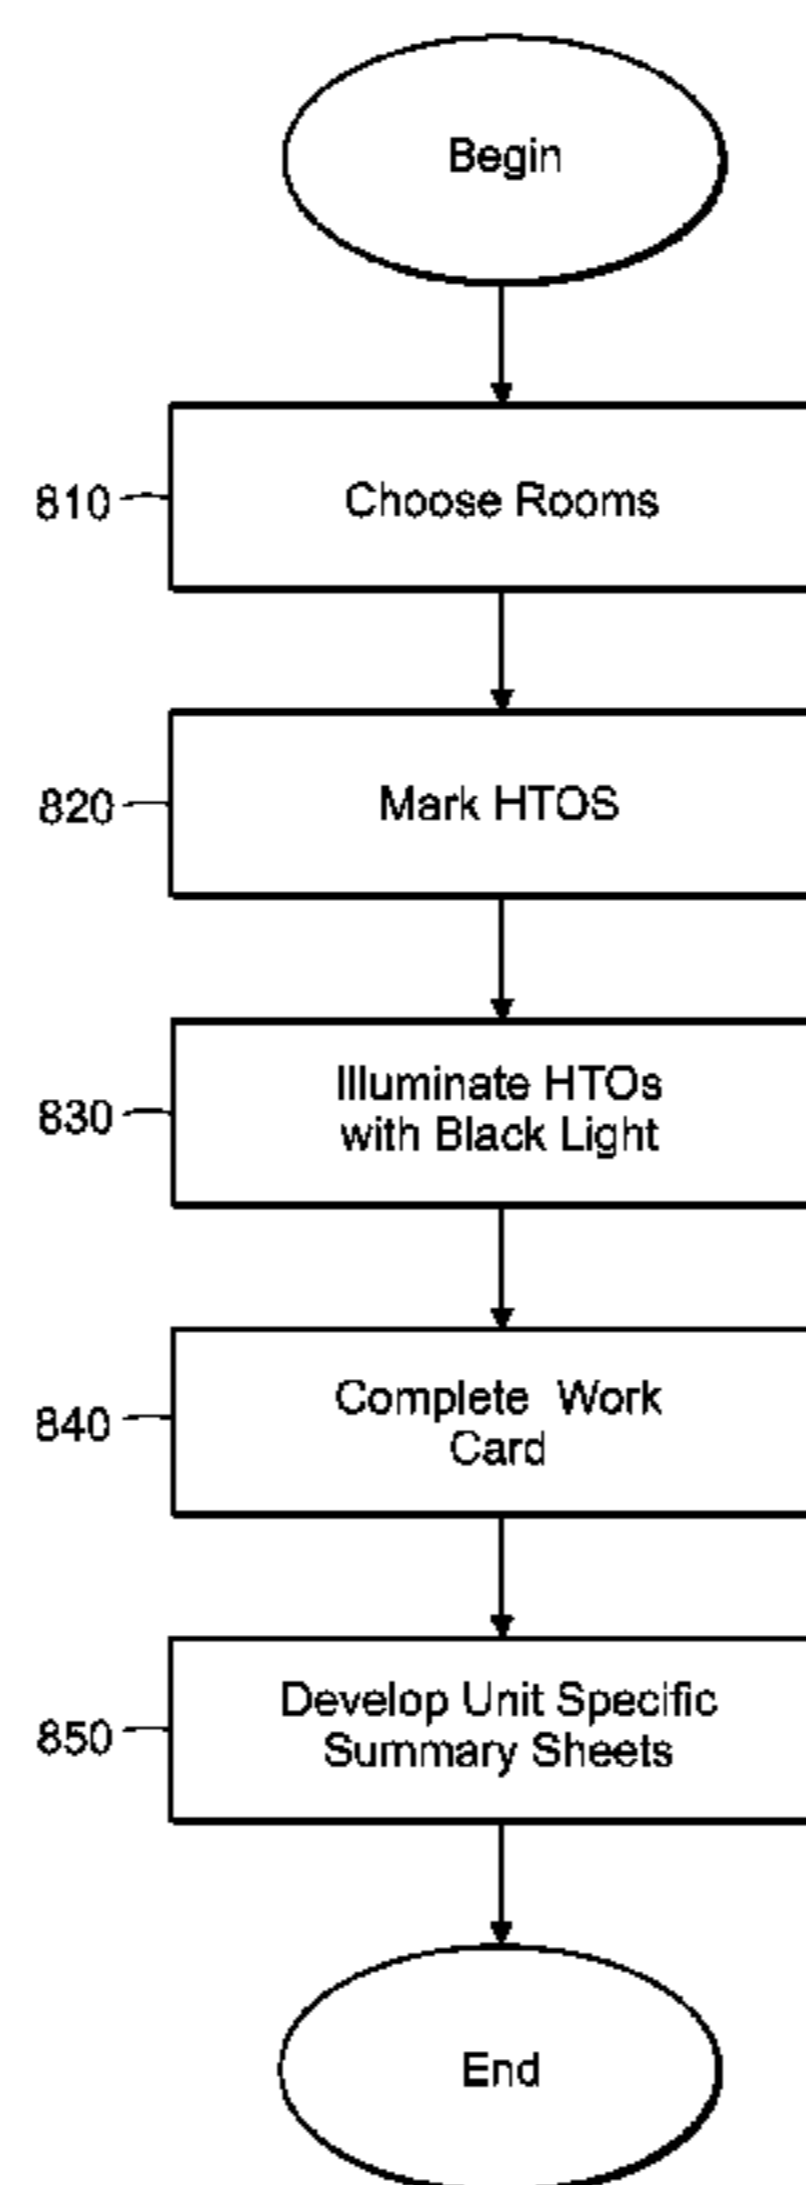 Begin
810
Choose Rooms
820
Mark HTOS
830
Illuminate HTOs
with Black Light
840
Complete Work
Card
850
Develop Unit Specific
Summary Sheets
End